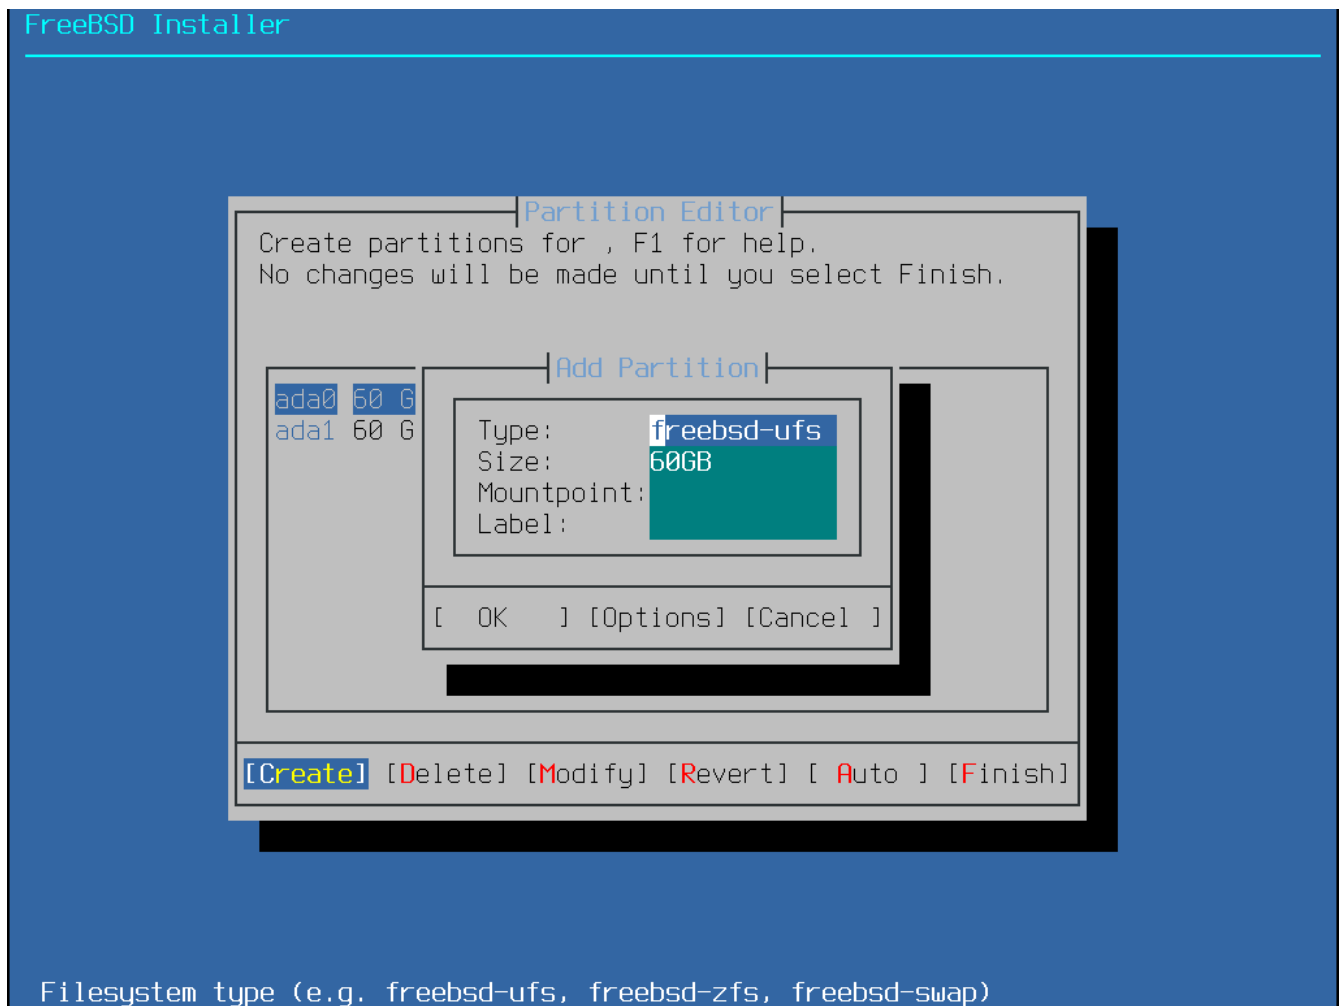 FreeBSD Installer
Partition Editor
Create partitions for , F1 for help.
No changes will be made until you select Finish.
Add Partition
ada0 60 G
ada1 60 G
Type: freebsd-ufs
Size: 60GB
Mountpoint:
Label:
[ OK ] [Options] [Cancel ]
[Create] [Delete] [Modify] [Revert] [ Auto ] [Finish]
Filesystem type (e.g. freebsd-ufs, freebsd-zfs, freebsd-swap)